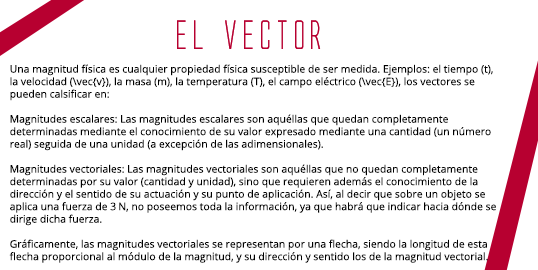 EL VECTOR
Una magnitud física es cualquier propiedad física susceptible de ser medida. Ejemplos: el tiempo (t),
la velocidad (\vec{v}), la masa (m), la temperatura (T), el campo eléctrico (\vec{E}), los vectores se
pueden calsificar en:
Magnitudes escalares: Las magnitudes escalares son aquéllas que quedan completamente
determinadas mediante el conocimiento de su valor expresado mediante una cantidad (un número
real) seguida de una unidad (a excepción de las adimensionales).
Magnitudes vectoriales: Las magnitudes vectoriales son aquéllas que no quedan completamente
determinadas por su valor (cantidad y unidad), sino que requieren además el conocimiento de la
dirección y el sentido de su actuación y su punto de aplicación. Así, al decir que sobre un objeto se
aplica una fuerza de 3 N, no poseemos toda la información, ya que habrá que indicar hacia dónde se
dirige dicha fuerza.
Gráficamente, las magnitudes vectoriales se representan por una flecha, siendo la longitud de esta
flecha proporcional al módulo de la magnitud, y su dirección y sentido los de la magnitud vectorial.